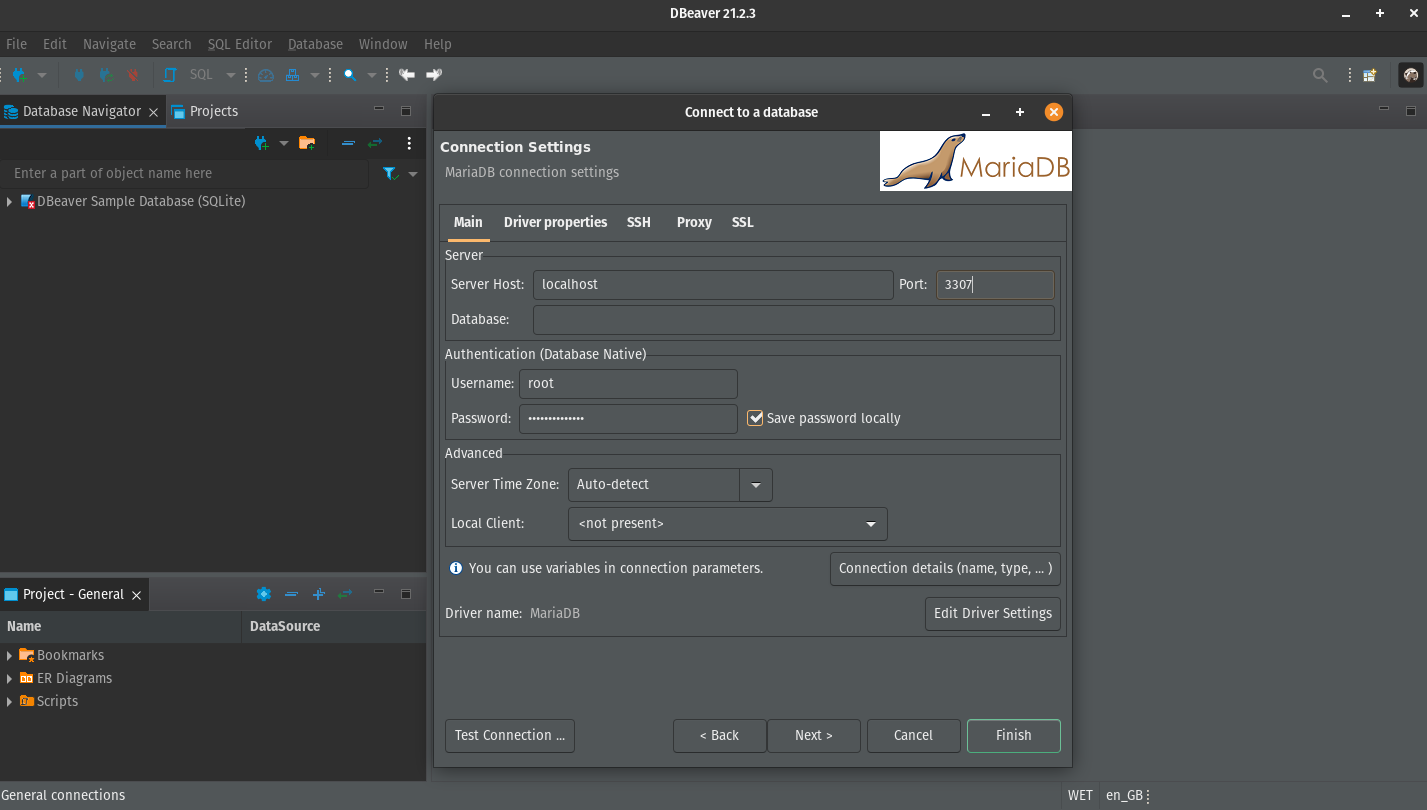 DBeaver 21.2.3
File Edit Navigate Search SQL Editor Database Window Help
SQL
Database Navigator Projects
Enter a part of object name here
DBeaver Sample Database (SQLite)
Connect to a database
Connection Settings
MariaDB connection settings
MariaDB
Main Driver properties SSH Proxy SSL
Server
Server Host: localhost Port: 3307
Database:
Authentication (Database Native)
Username: root
Password: •••••••••••••• Save password locally
Advanced
Server Time Zone: Auto-detect
Local Client: <not present>
You can use variables in connection parameters. Connection details (name, type, ... )
Driver name: MariaDB Edit Driver Settings
Test Connection ... < Back Next > Cancel Finish
Project - General
Name DataSource
Bookmarks
ER Diagrams
Scripts
General connections WET en_GB